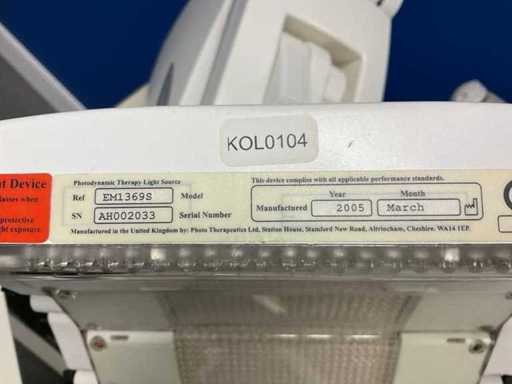 KOL0104
nt Device
lasses when
protective
ght exposure.
Photodynamic Therapy Light Source
Ref EM1369S Model
SN AH002033 Serial Number
This device complies with all applicable performance standards.
Year Month
Manufactured 2005 March
Manufactured in the United Kingdom by: Photo Therapeutics Ltd, Station House, Stamford New Road, Altrincham, Cheshire. WA14 1EP.